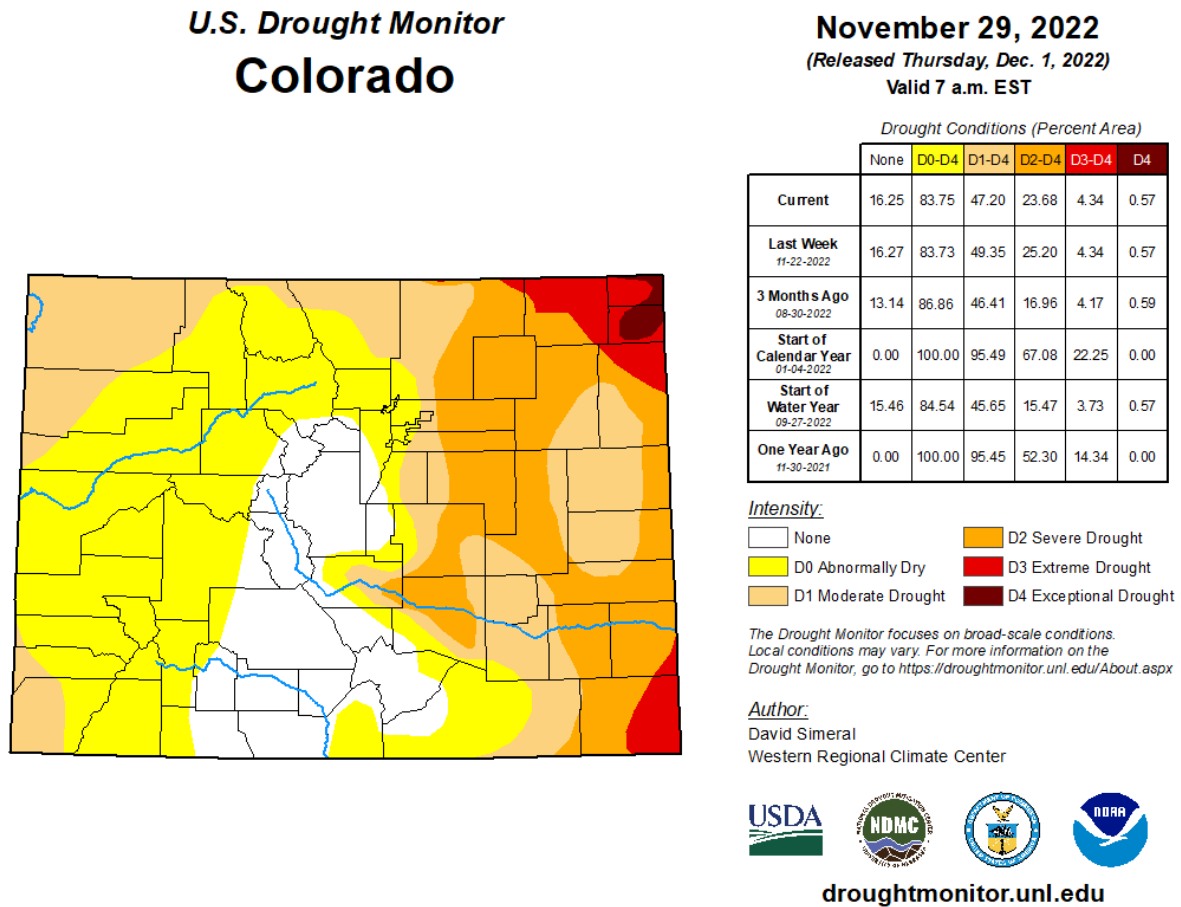 U.S. Drought Monitor
Colorado
November 29, 2022
(Released Thursday, Dec. 1, 2022)
Valid 7 a.m. EST
Drought Conditions (Percent Area)
None D0-D4 D1-D4 D2-D4 D3-D4 D4
Current 16.25 83.75 47.20 23.68 4.34 0.57
Last Week
11-22-2022 16.27 83.73 49.35 25.20 4.34 0.57
3 Months Ago
08-30-2022 13.14 86.86 46.41 16.96 4.17 0.59
Start of
Calendar Year
01-04-2022 0.00 100.00 95.49 67.08 22.25 0.00
Start of
Water Year
09-27-2022 15.46 84.54 45.65 15.47 3.73 0.57
One Year Ago
11-30-2021 0.00 100.00 95.45 52.30 14.34 0.00
Intensity:
None
D0 Abnormally Dry
D1 Moderate Drought
D2 Severe Drought
D3 Extreme Drought
D4 Exceptional Drought
The Drought Monitor focuses on broad-scale conditions.
Local conditions may vary. For more information on the
Drought Monitor, go to https://droughtmonitor.unl.edu/About.aspx
Author:
David Simeral
Western Regional Climate Center
USDA
NDMC
NOAA
droughtmonitor.unl.edu